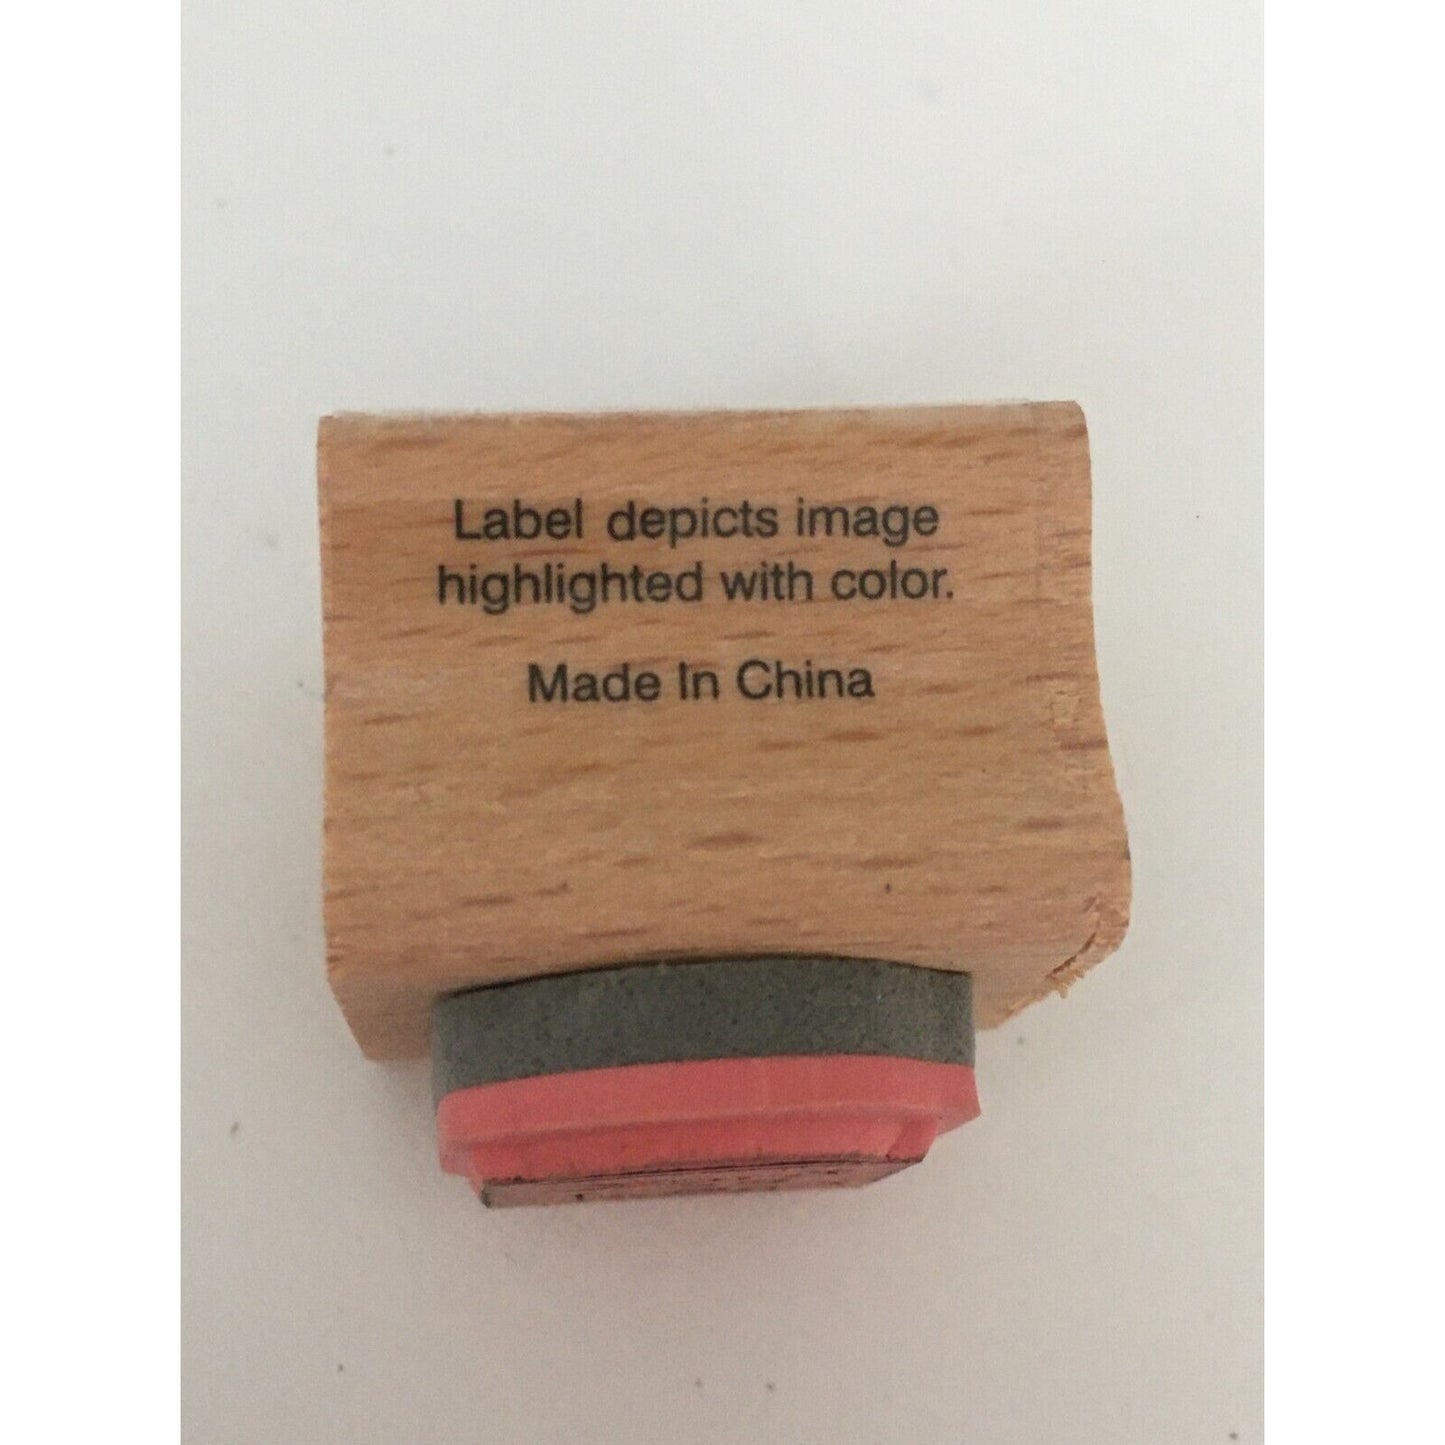 Label depicts image
highlighted with color.
Made In China